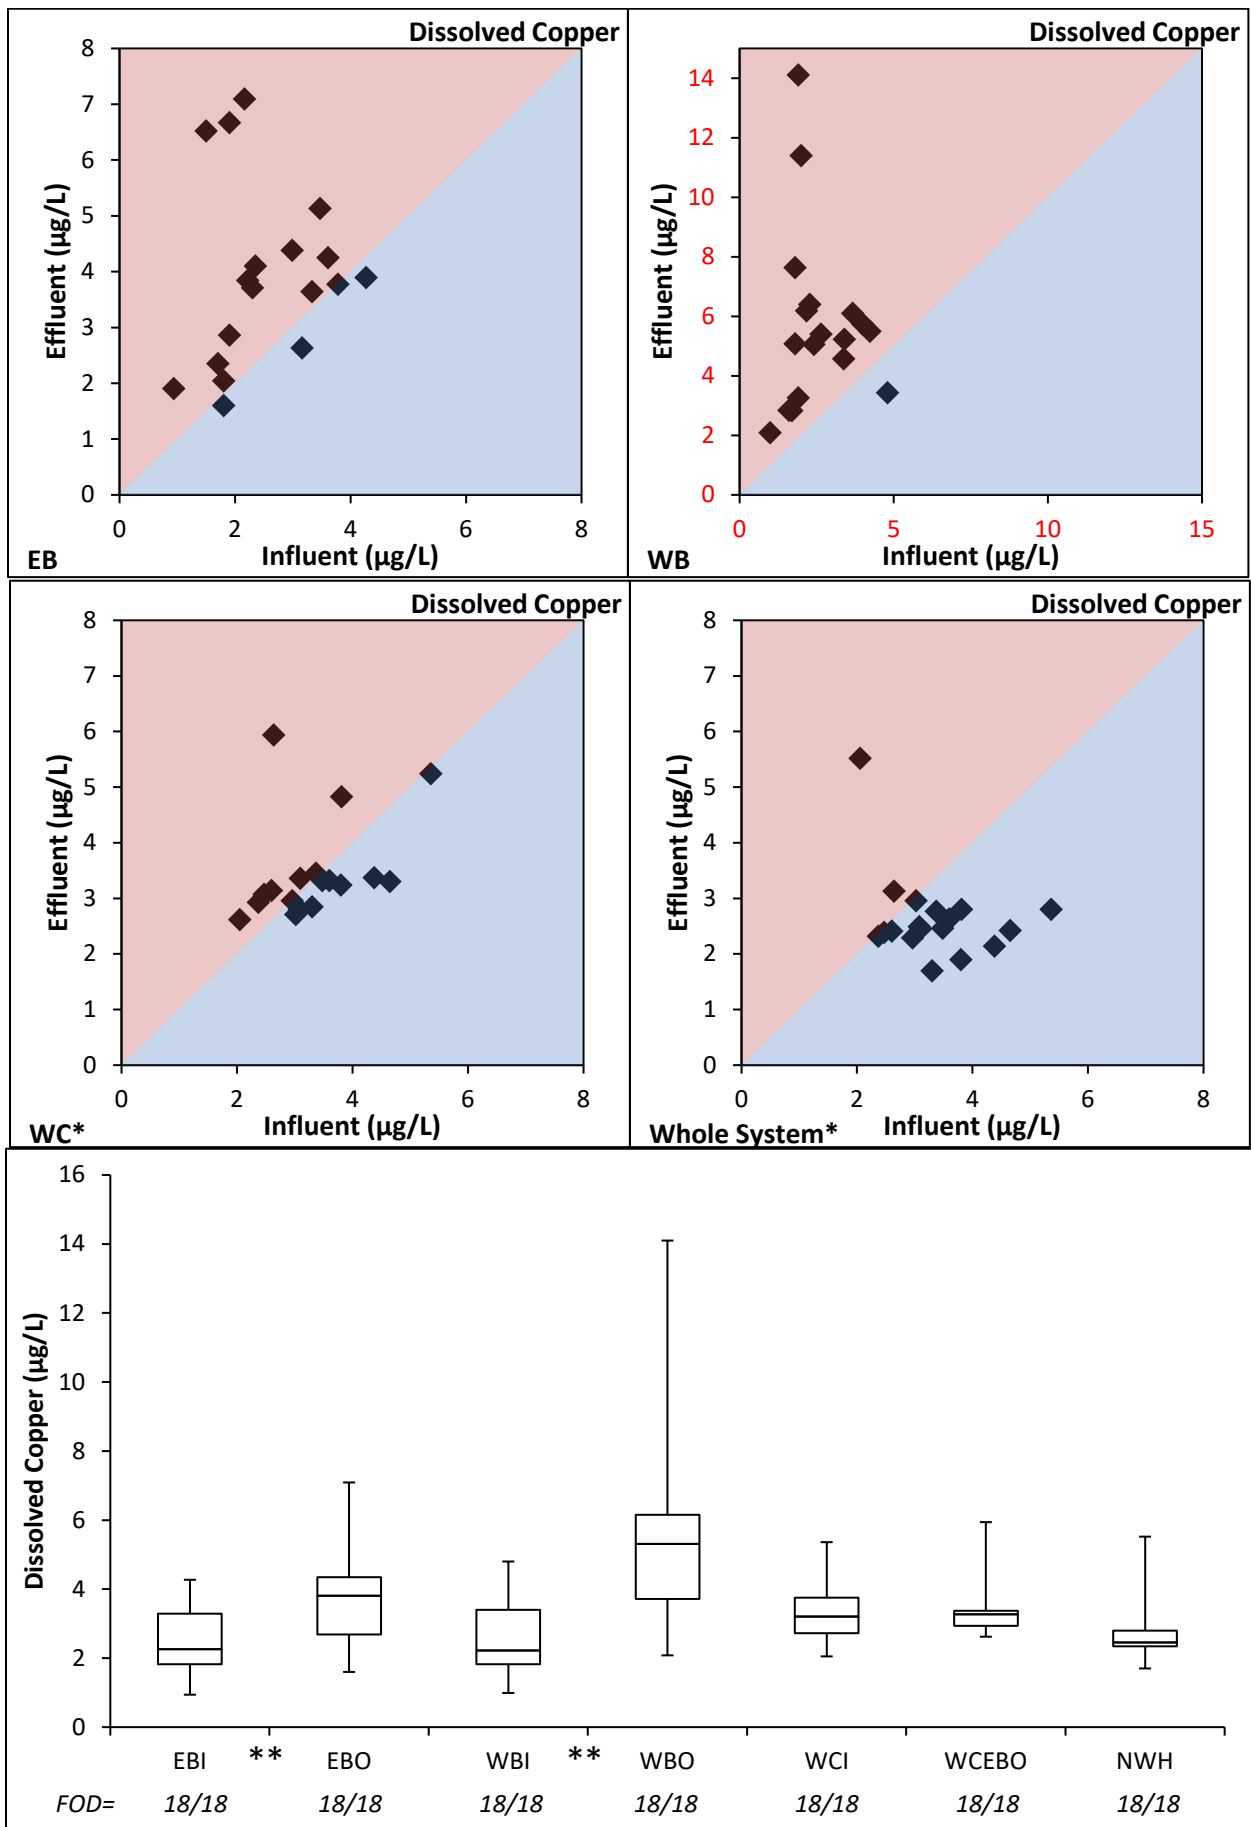 Dissolved Copper
8
7
6
5
4
3
2
1
0
Effluent (µg/L)
0 2 4 6 8
Influent (µg/L)
EB
Dissolved Copper
14
12
10
8
6
4
2
0
Effluent (µg/L)
0 5 10 15
Influent (µg/L)
WB
Dissolved Copper
8
7
6
5
4
3
2
1
0
Effluent (µg/L)
0 2 4 6 8
Influent (µg/L)
WC*
Dissolved Copper
8
7
6
5
4
3
2
1
0
Effluent (µg/L)
0 2 4 6 8
Influent (µg/L)
Whole System*
16
14
12
10
8
6
4
2
0
Dissolved Copper (µg/L)
EBI ** EBO WBI ** WBO WCI WCEBO NWH
FOD= 18/18 18/18 18/18 18/18 18/18 18/18 18/18